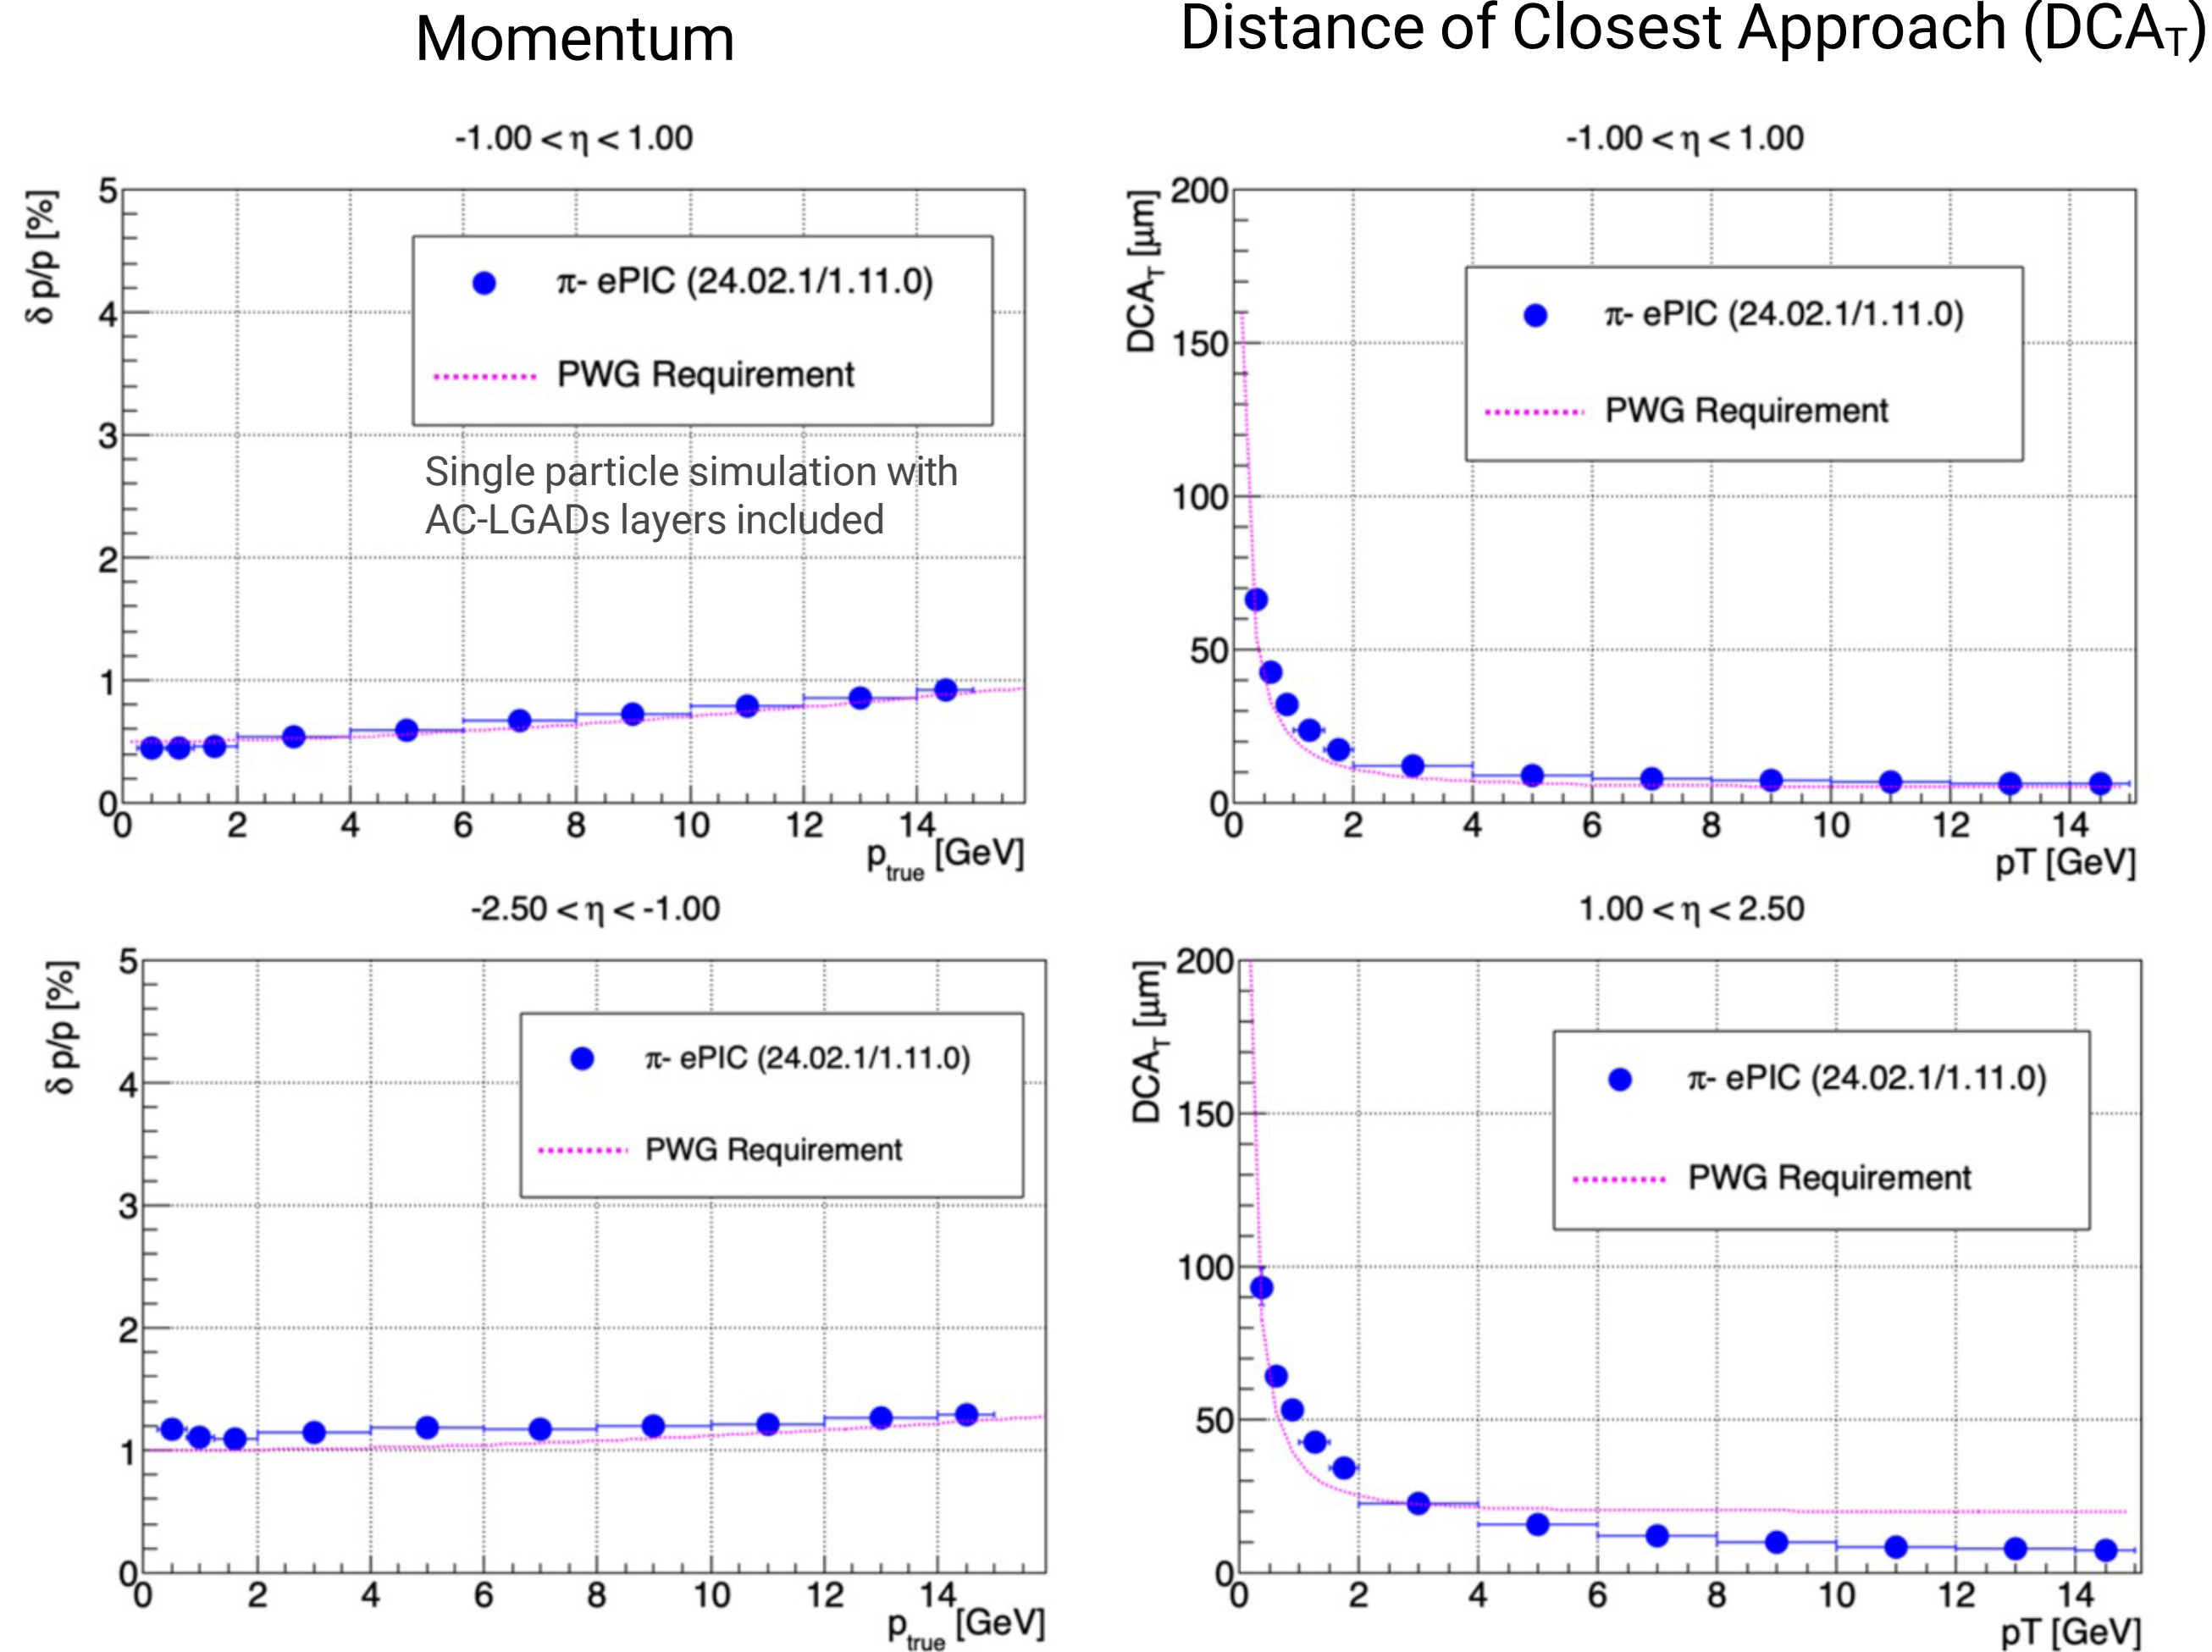 Momentum
Distance of Closest Approach (DCA_T)
-1.00 < η < 1.00
δ p/p [%]
5
4
3
2
1
0
π- ePIC (24.02.1/1.11.0)
PWG Requirement
Single particle simulation with
AC-LGADs layers included
0 2 4 6 8 10 12 14
p_true [GeV]
-1.00 < η < 1.00
DCA_T [μm]
200
150
100
50
0
π- ePIC (24.02.1/1.11.0)
PWG Requirement
0 2 4 6 8 10 12 14
pT [GeV]
-2.50 < η < -1.00
δ p/p [%]
5
4
3
2
1
0
π- ePIC (24.02.1/1.11.0)
PWG Requirement
0 2 4 6 8 10 12 14
p_true [GeV]
1.00 < η < 2.50
DCA_T [μm]
200
150
100
50
0
π- ePIC (24.02.1/1.11.0)
PWG Requirement
0 2 4 6 8 10 12 14
pT [GeV]